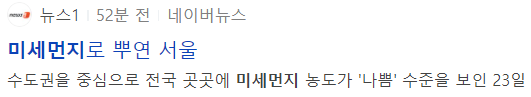 news1 뉴스1 52분 전 네이버뉴스
미세먼지로 뿌연 서울
수도권을 중심으로 전국 곳곳에 미세먼지 농도가 '나쁨' 수준을 보인 23일